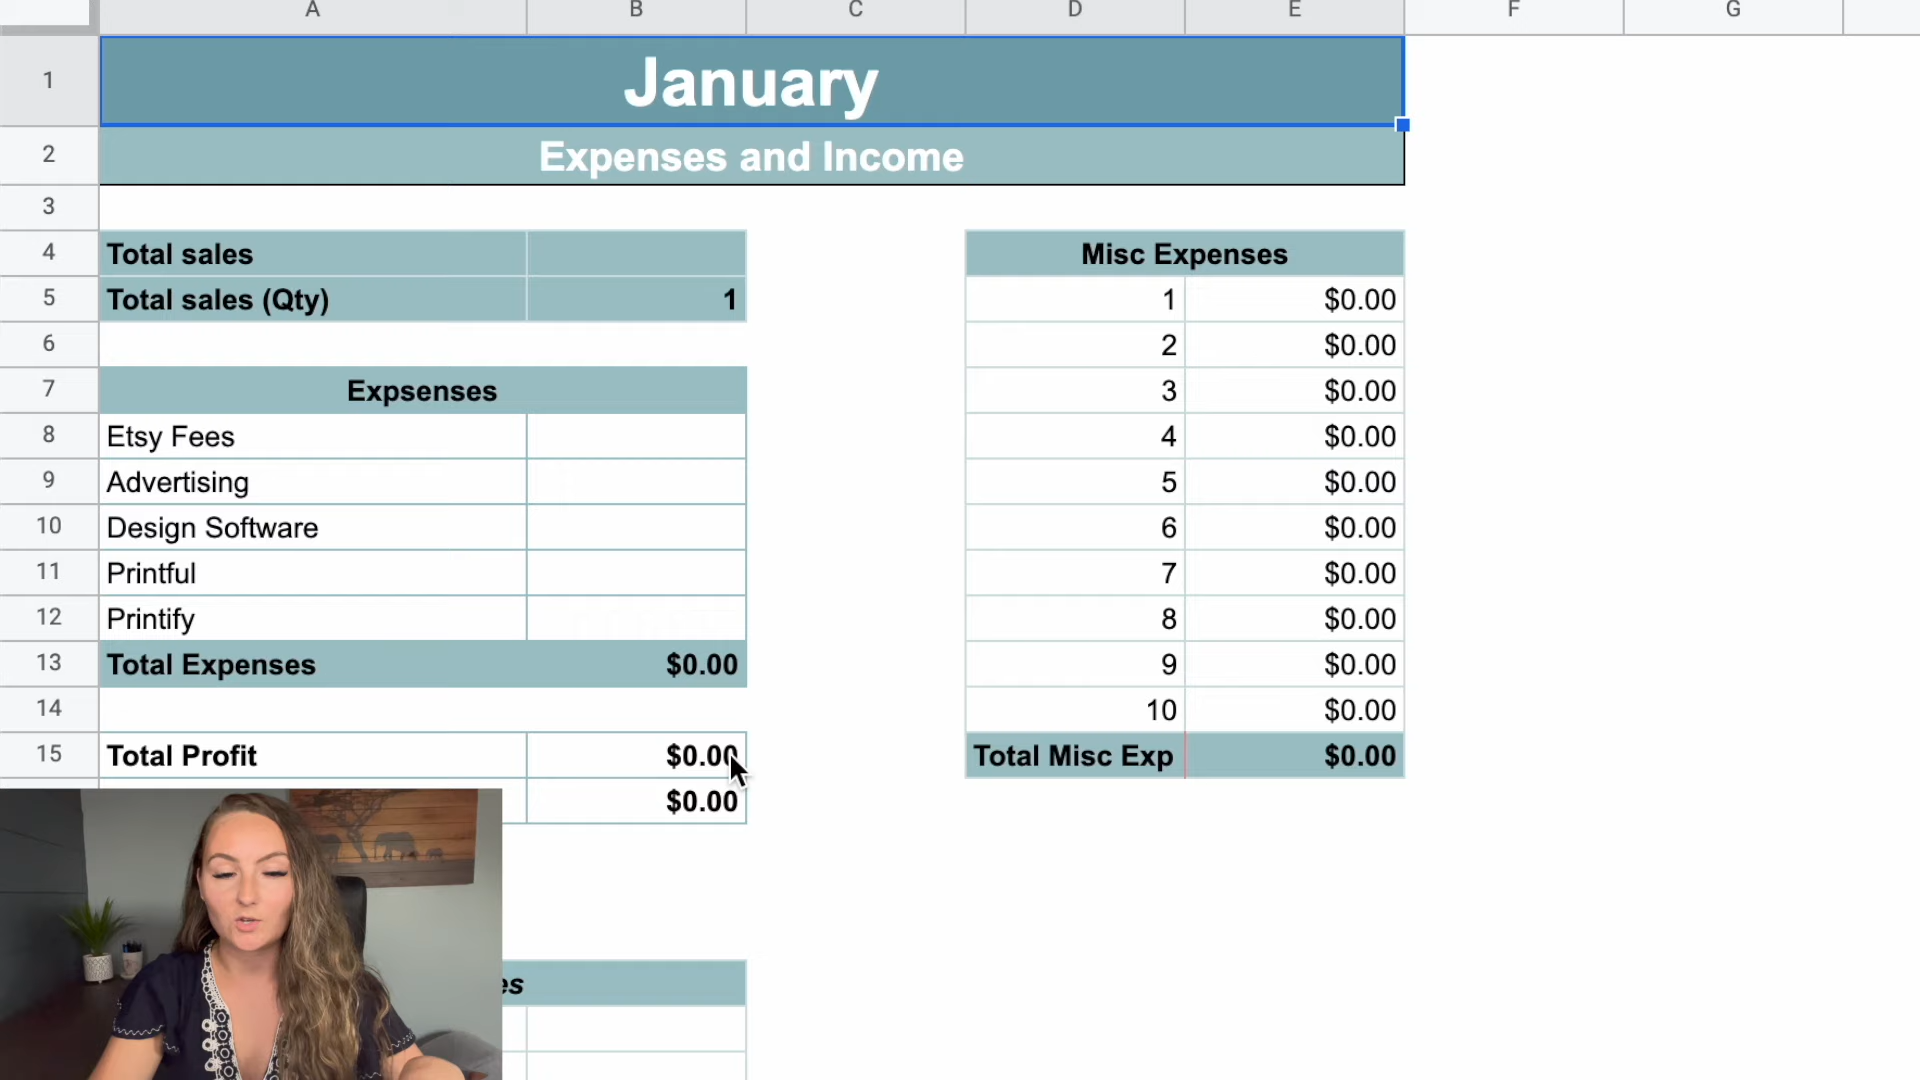 A B C D E F G
1 January
2 Expenses and Income
3
4 Total sales Misc Expenses
5 Total sales (Qty) 1 1 $0.00
6 2 $0.00
7 Expsenses 3 $0.00
8 Etsy Fees 4 $0.00
9 Advertising 5 $0.00
10 Design Software 6 $0.00
11 Printful 7 $0.00
12 Printify 8 $0.00
13 Total Expenses $0.00 9 $0.00
14 10 $0.00
15 Total Profit $0.00 Total Misc Exp $0.00
$0.00
es